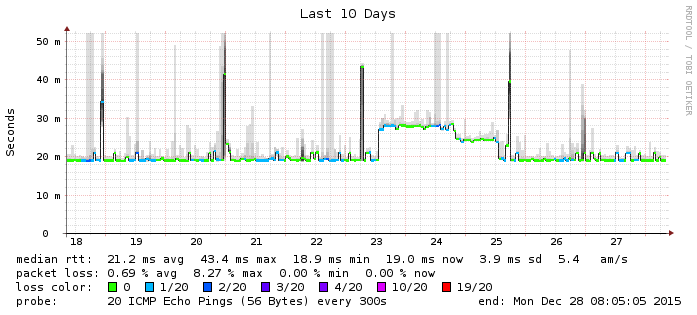 Last 10 Days
RRDTOOL / TOBI OETIKER
Seconds
50 m
40 m
30 m
20 m
10 m
0
18 19 20 21 22 23 24 25 26 27
median rtt: 21.2 ms avg 43.4 ms max 18.9 ms min 19.0 ms now 3.9 ms sd 5.4 am/s
packet loss: 0.69 % avg 8.27 % max 0.00 % min 0.00 % now
loss color: 0 1/20 2/20 3/20 4/20 10/20 19/20
probe: 20 ICMP Echo Pings (56 Bytes) every 300s end: Mon Dec 28 08:05:05 2015